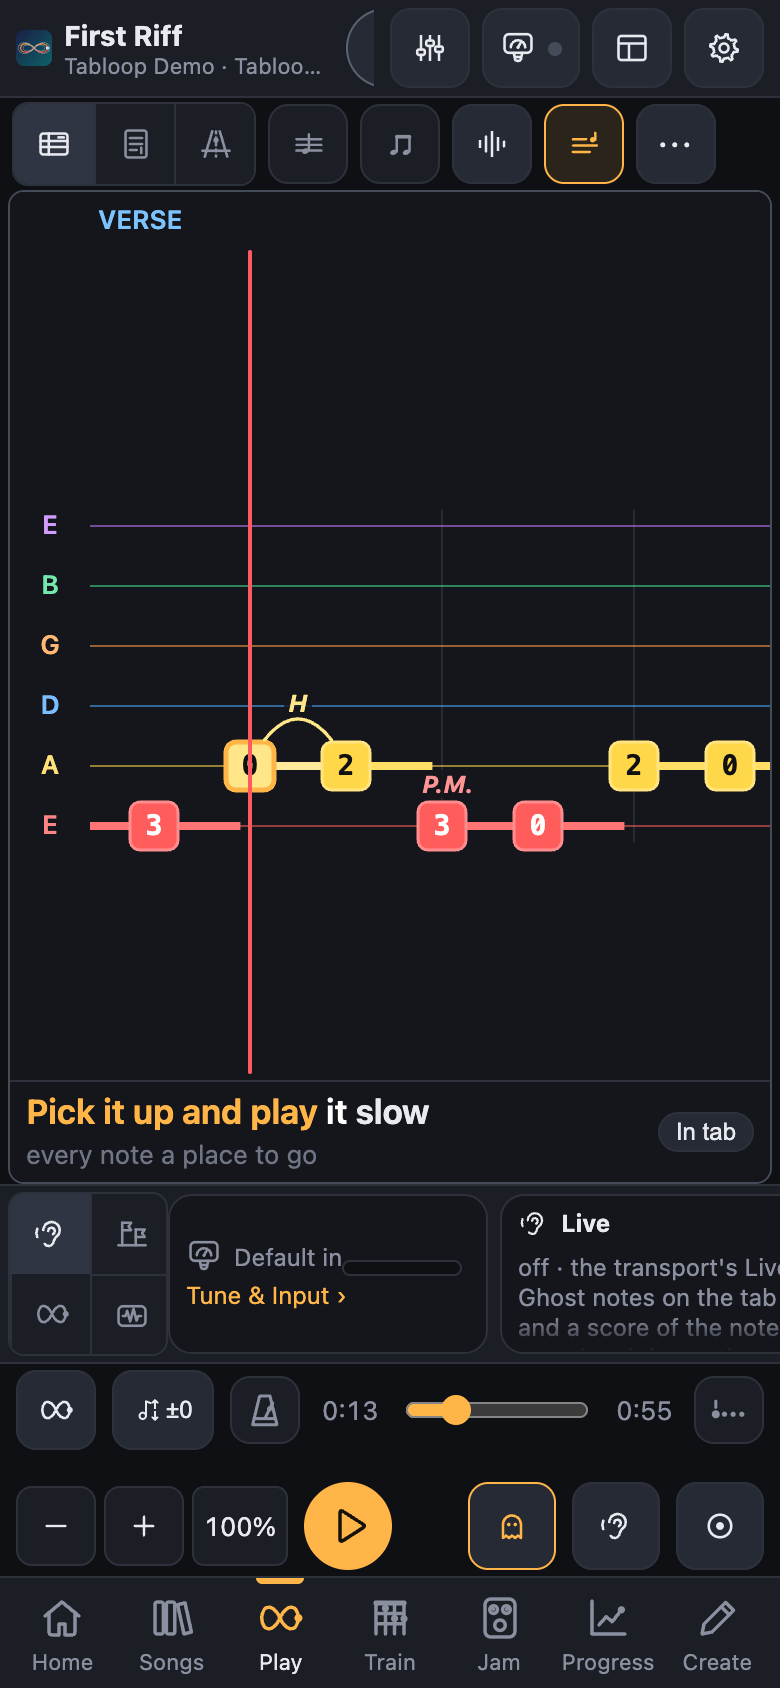 First Riff
Tabloop Demo · Tabloo...
VERSE
E
B
G
D
H
A
0
2
2
0
P.M.
E
3
3
0
Pick it up and play it slow
every note a place to go
In tab
Default in
Tune & Input ›
Live
off · the transport's Live
Ghost notes on the tab
and a score of the note
±0
0:13
0:55
−
+
100%
Home
Songs
Play
Train
Jam
Progress
Create